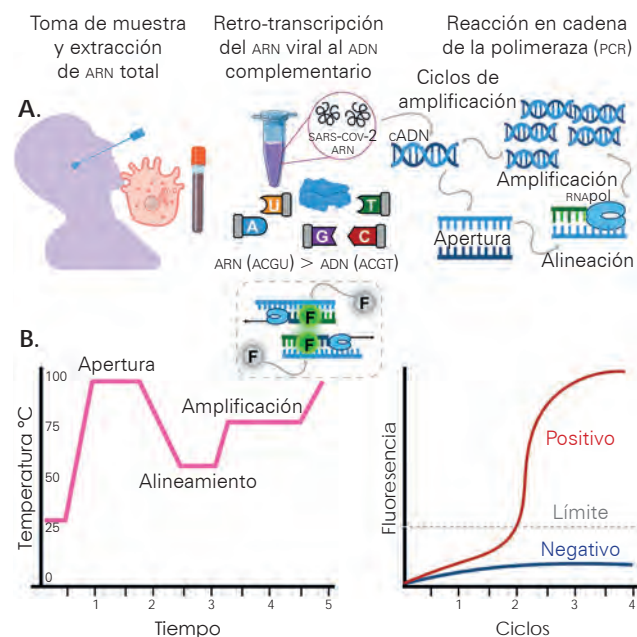 Toma de muestra
y extracción
de ARN total
Retro-transcripción
del ARN viral al ADN
complementario
Reacción en cadena
de la polimeraza (PCR)
A.
SARS-COV-2
ARN
U
T
A
G
C
ARN (ACGU) > ADN (ACGT)
Ciclos de
amplificación
cADN
Amplificación
RNApol
Apertura
Alineación
F
F
F
F
B.
Apertura
Amplificación
Alineamiento
Temperatura °C
100
75
50
25
0
1
2
3
4
5
Tiempo
Fluoresencia
Positivo
Límite
Negativo
1
2
3
4
Ciclos